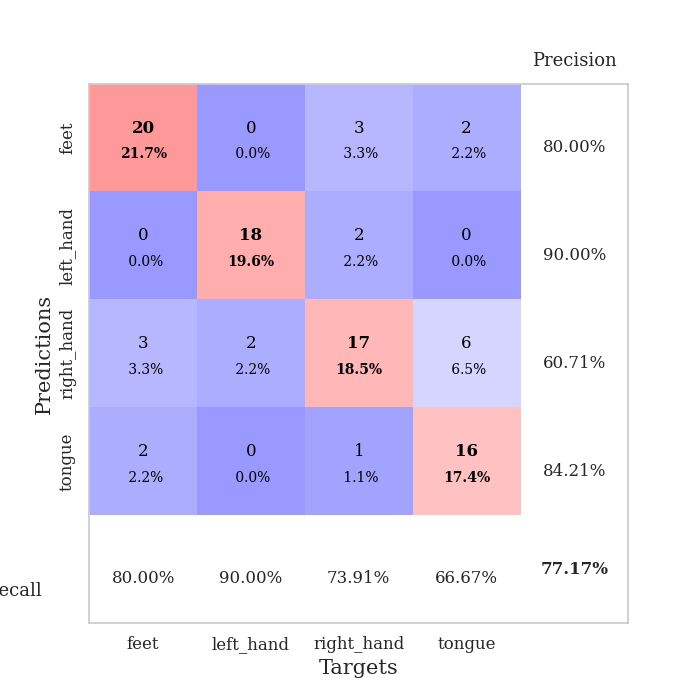 Precision
feet 20 0 3 2 80.00%
21.7% 0.0% 3.3% 2.2%
left_hand 0 18 2 0 90.00%
0.0% 19.6% 2.2% 0.0%
right_hand 3 2 17 6 60.71%
3.3% 2.2% 18.5% 6.5%
tongue 2 0 1 16 84.21%
2.2% 0.0% 1.1% 17.4%
Predictions
ecall 80.00% 90.00% 73.91% 66.67% 77.17%
feet left_hand right_hand tongue
Targets